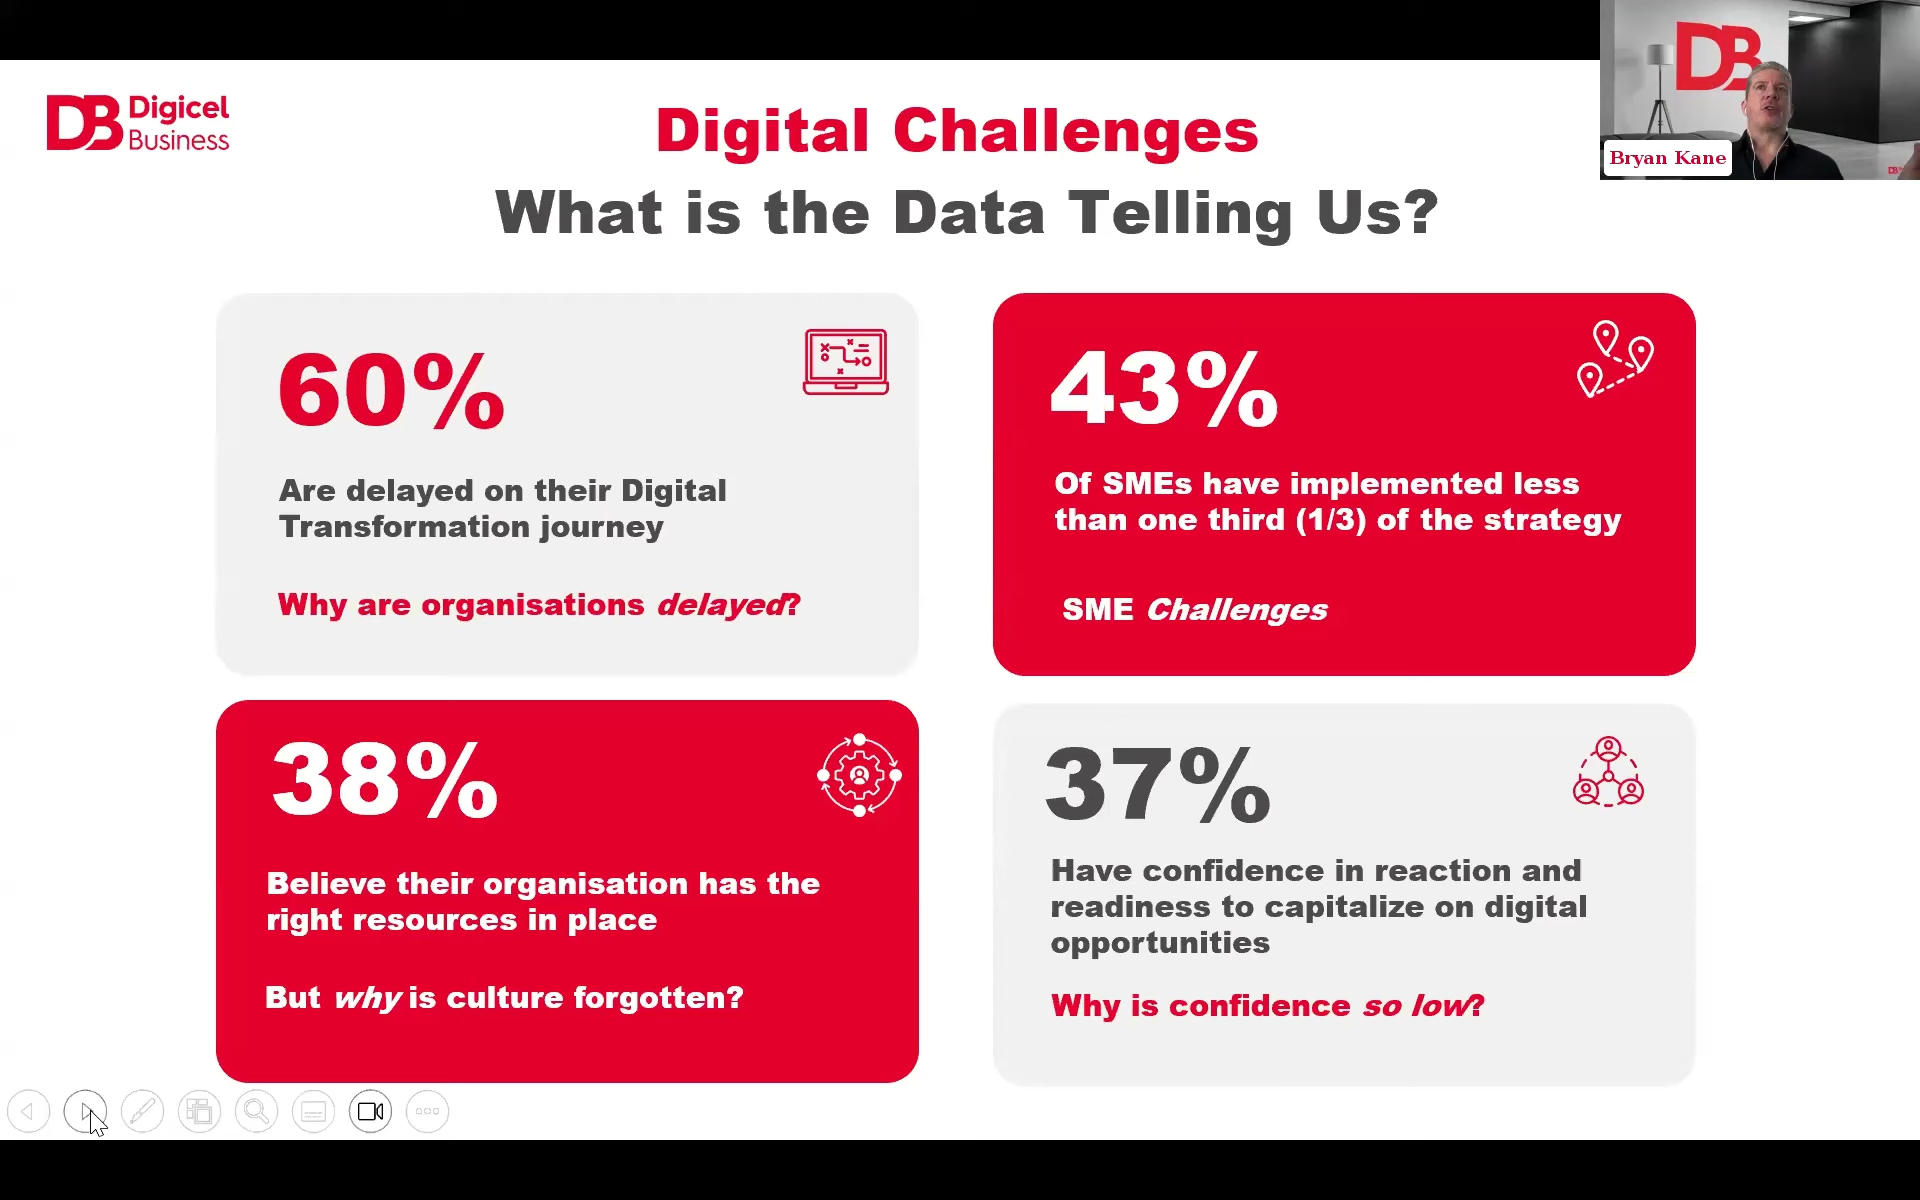 DB Digicel
Business
Digital Challenges
What is the Data Telling Us?
DB
Bryan Kane
60%
Are delayed on their Digital
Transformation journey
Why are organisations delayed?
43%
Of SMEs have implemented less
than one third (1/3) of the strategy
SME Challenges
38%
Believe their organisation has the
right resources in place
But why is culture forgotten?
37%
Have confidence in reaction and
readiness to capitalize on digital
opportunities
Why is confidence so low?